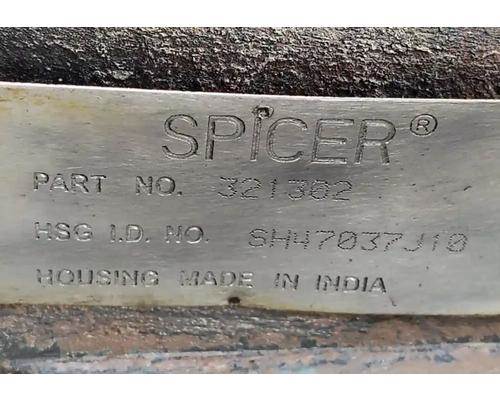 SPICER®
PART NO. 321302
HSG I.D. NO. SH47037J10
HOUSING MADE IN INDIA